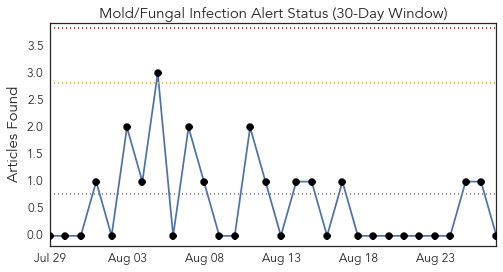 Mold/Fungal Infection Alert Status (30-Day Window)
Articles Found
3.5
3.0
2.5
2.0
1.5
1.0
0.5
0.0
Jul 29 Aug 03 Aug 08 Aug 13 Aug 18 Aug 23